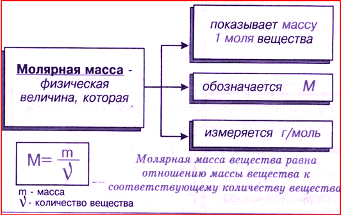 Молярная масса -
физическая
величина, которая
показывает массу
1 моля вещества
обозначается M
измеряется г/моль
M = m/ν
m - масса
ν - количество вещества
Молярная масса вещества равна
отношению массы вещества к
соответствующему количеству вещества